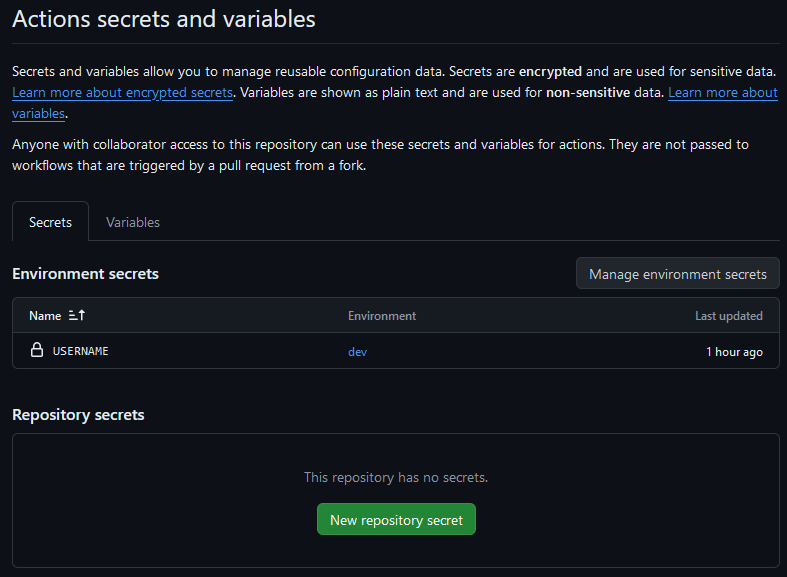 Actions secrets and variables
Secrets and variables allow you to manage reusable configuration data. Secrets are encrypted and are used for sensitive data.
Learn more about encrypted secrets. Variables are shown as plain text and are used for non-sensitive data. Learn more about
variables.
Anyone with collaborator access to this repository can use these secrets and variables for actions. They are not passed to
workflows that are triggered by a pull request from a fork.
Secrets Variables
Environment secrets Manage environment secrets
Name Environment Last updated
USERNAME dev 1 hour ago
Repository secrets
This repository has no secrets.
New repository secret